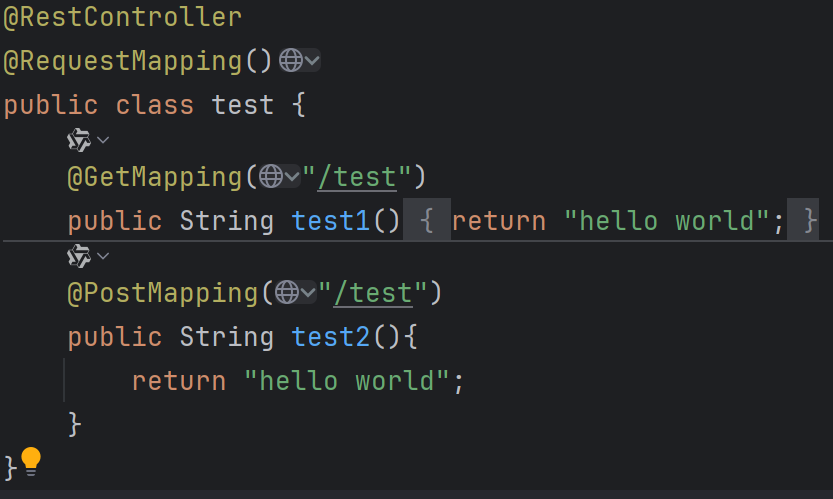 @RestController
@RequestMapping()
public class test {
@GetMapping("/test")
public String test1() { return "hello world"; }
@PostMapping("/test")
public String test2(){
return "hello world";
}
}